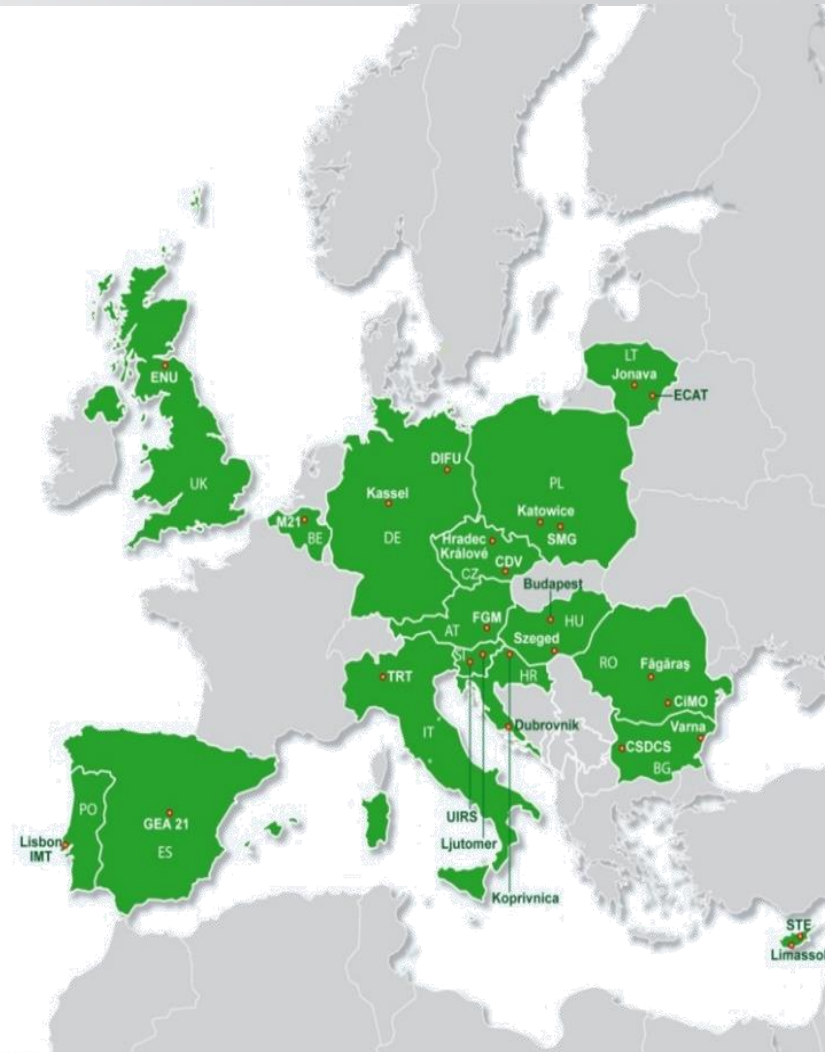 LT
Jonava
ECAT
ENU
UK
DIFU
PL
Kassel
Katowice
M21
BE
SMG
DE
Hradec
Králové
CDV
CZ
Budapest
FGM
HU
AT
Szeged
SI
RO
Făgăraș
TRT
HR
CiMO
Dubrovnik
Varna
IT
CSDCS
BG
PO
GEA 21
UIRS
Lisbon
IMT
ES
Ljutomer
Koprivnica
STE
Limassol